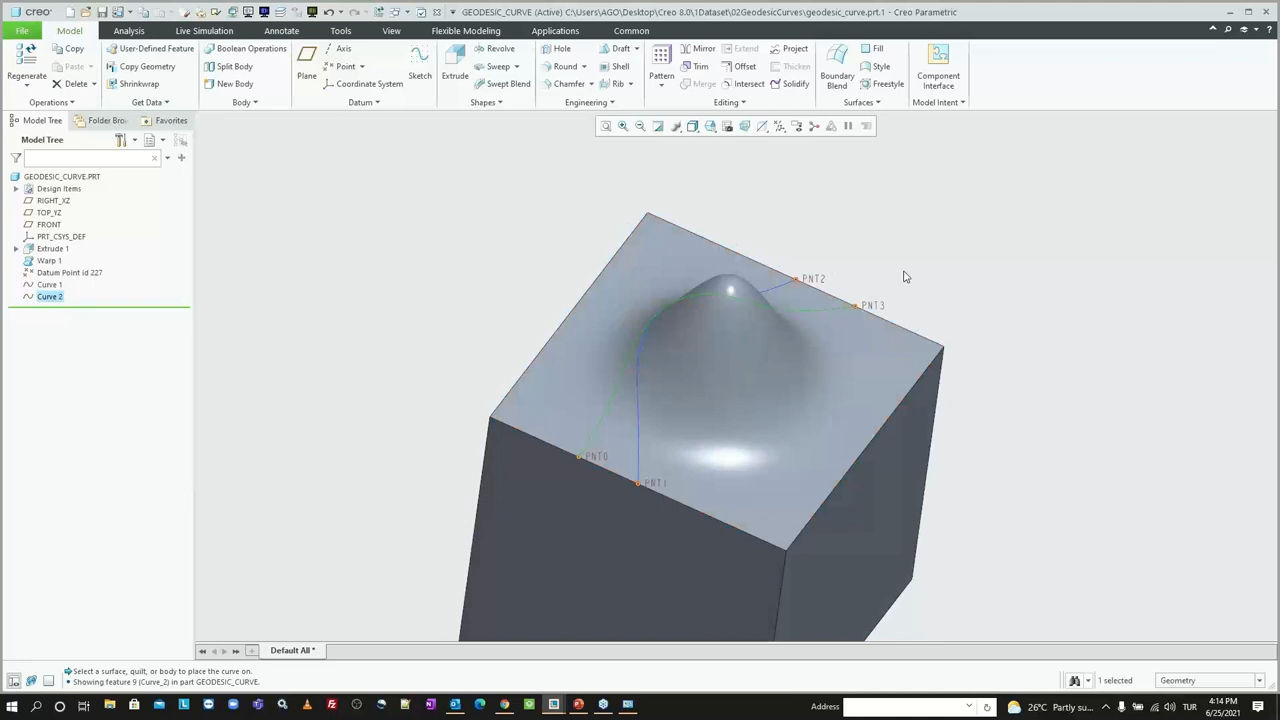 creo
GEODESIC_CURVE (Active) C:\Users\AGO\Desktop\Creo 8.0\1Dataset\02GeodesicCurves\geodesic_curve.prt.1 - Creo Parametric
File Model Analysis Live Simulation Annotate Tools View Flexible Modeling Applications Common
Regenerate
Copy
Paste
Delete
Operations
User-Defined Feature
Copy Geometry
Shrinkwrap
Get Data
Boolean Operations
Split Body
New Body
Body
Plane
Axis
Point
Coordinate System
Sketch
Datum
Extrude
Revolve
Sweep
Swept Blend
Shapes
Hole
Round
Chamfer
Draft
Shell
Rib
Engineering
Pattern
Mirror
Trim
Merge
Extend
Offset
Intersect
Project
Thicken
Solidify
Editing
Boundary
Blend
Fill
Style
Freestyle
Surfaces
Component
Interface
Model Intent
Model Tree Folder Bro Favorites
Model Tree
GEODESIC_CURVE.PRT
Design Items
RIGHT_XZ
TOP_YZ
FRONT
PRT_CSYS_DEF
Extrude 1
Warp 1
Datum Point id 227
Curve 1
Curve 2
PNT2
PNT3
PNT0
PNT1
Default All *
Select a surface, quilt, or body to place the curve on.
Showing feature 9 (Curve_2) in part GEODESIC_CURVE.
1 selected
Geometry
Address
26°C Partly su...
TUR
4:14 PM
6/25/2021